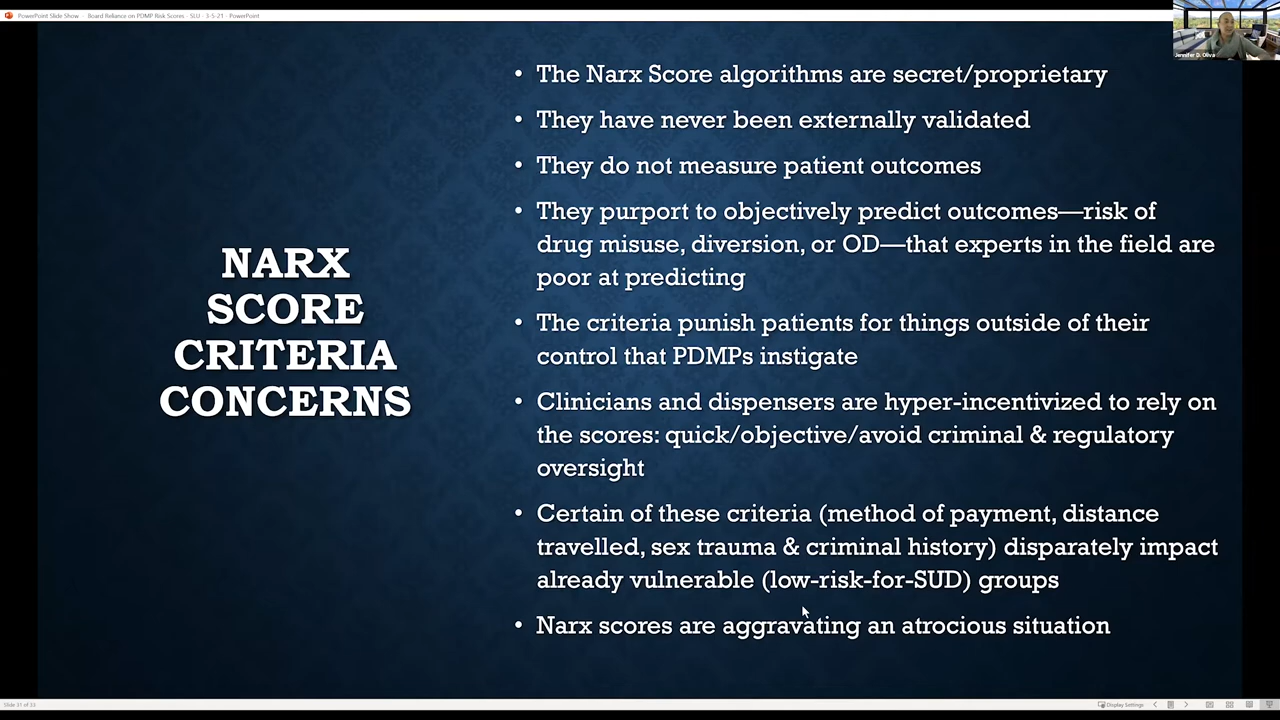 PowerPoint Slide Show - Board Reliance on PDMP Risk Scores - SLU - 3-5-21 - PowerPoint
Jennifer D. Oliva
NARX
SCORE
CRITERIA
CONCERNS
• The Narx Score algorithms are secret/proprietary
• They have never been externally validated
• They do not measure patient outcomes
• They purport to objectively predict outcomes—risk of
drug misuse, diversion, or OD—that experts in the field are
poor at predicting
• The criteria punish patients for things outside of their
control that PDMPs instigate
• Clinicians and dispensers are hyper-incentivized to rely on
the scores: quick/objective/avoid criminal & regulatory
oversight
• Certain of these criteria (method of payment, distance
travelled, sex trauma & criminal history) disparately impact
already vulnerable (low-risk-for-SUD) groups
• Narx scores are aggravating an atrocious situation
Slide 31 of 33
Display Settings